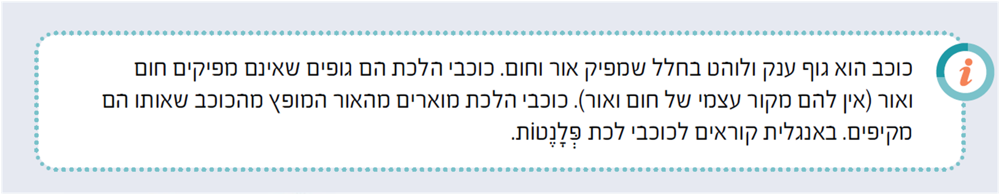 כוכב הוא גוף ענק ולוהט בחלל שמפיק אור וחום. כוכבי הלכת הם גופים שאינם מפיקים חום
ואור (אין להם מקור עצמי של חום ואור). כוכבי הלכת מוארים מהאור המופץ מהכוכב שאותו הם
מקיפים. באנגלית קוראים לכוכבי לכת פְּלָנֶטוֹת.